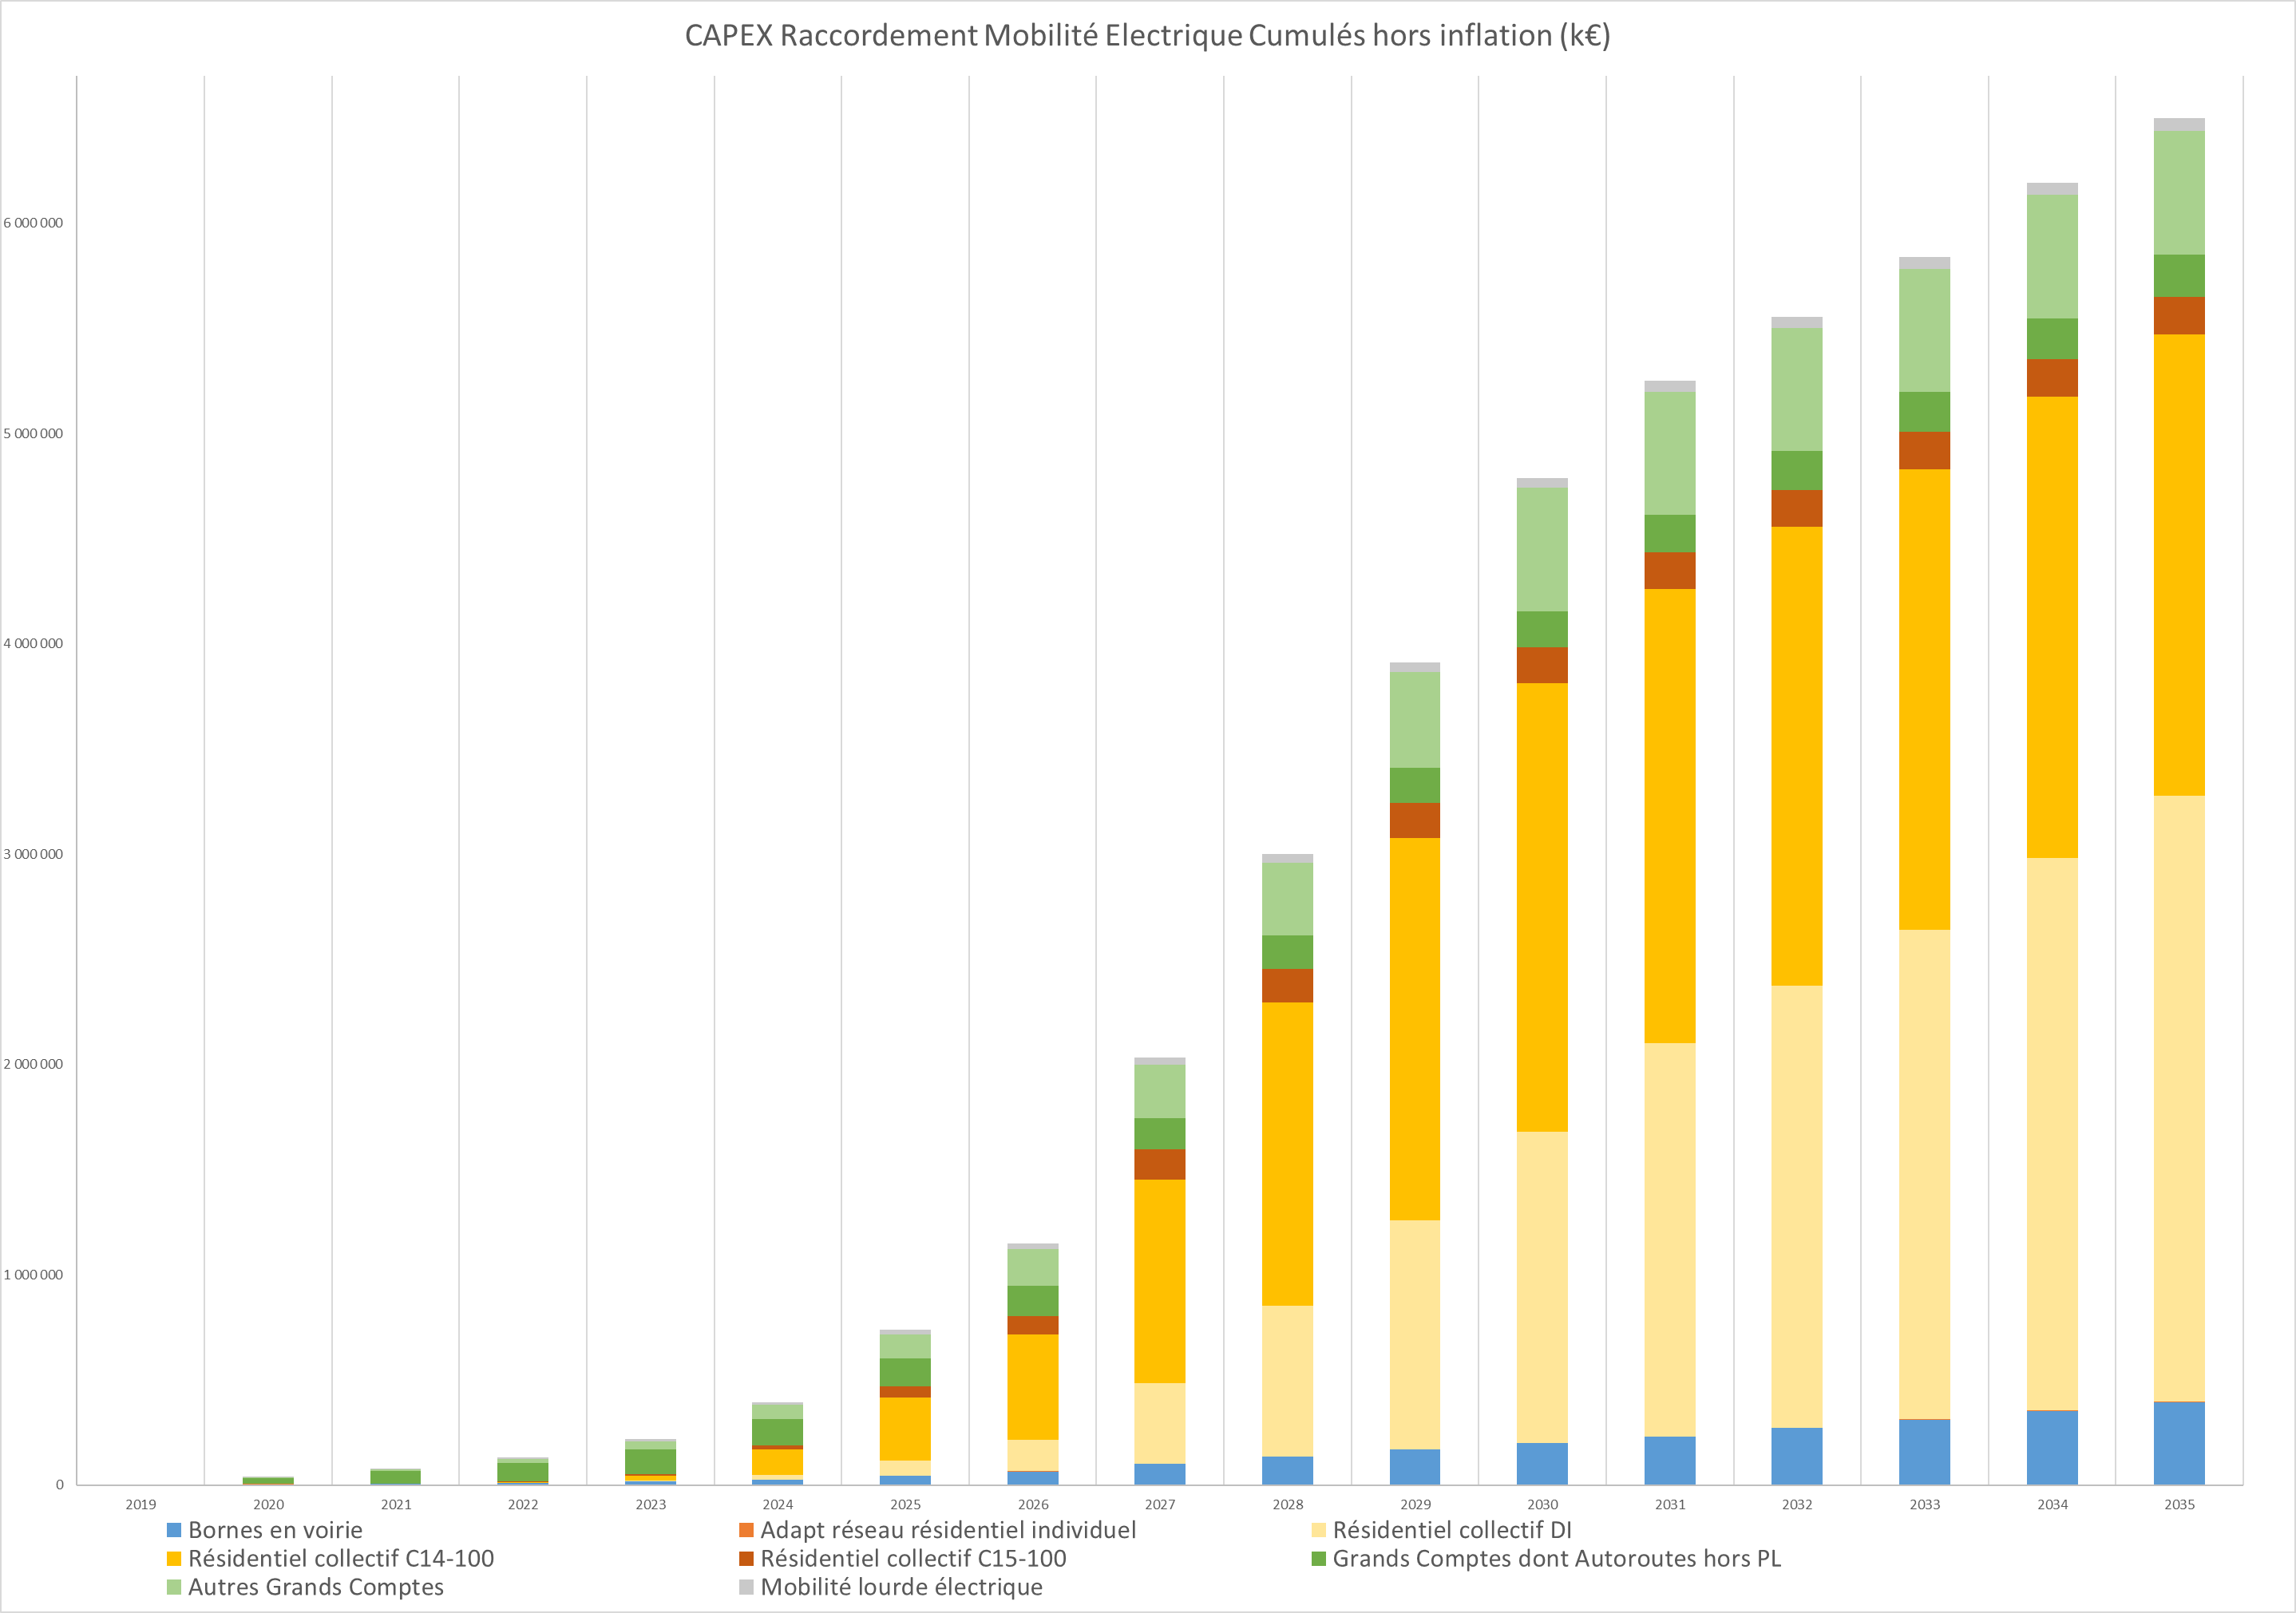 CAPEX Raccordement Mobilité Electrique Cumulés hors inflation (k€)
6 000 000
5 000 000
4 000 000
3 000 000
2 000 000
1 000 000
0
2019 2020 2021 2022 2023 2024 2025 2026 2027 2028 2029 2030 2031 2032 2033 2034 2035
Bornes en voirie Adapt réseau résidentiel individuel Résidentiel collectif DI
Résidentiel collectif C14-100 Résidentiel collectif C15-100 Grands Comptes dont Autoroutes hors PL
Autres Grands Comptes Mobilité lourde électrique